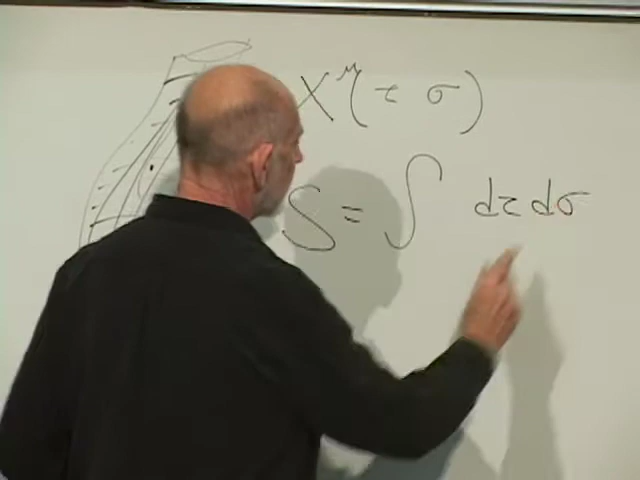 X^μ(τ σ)
S = ∫ dτ dσ